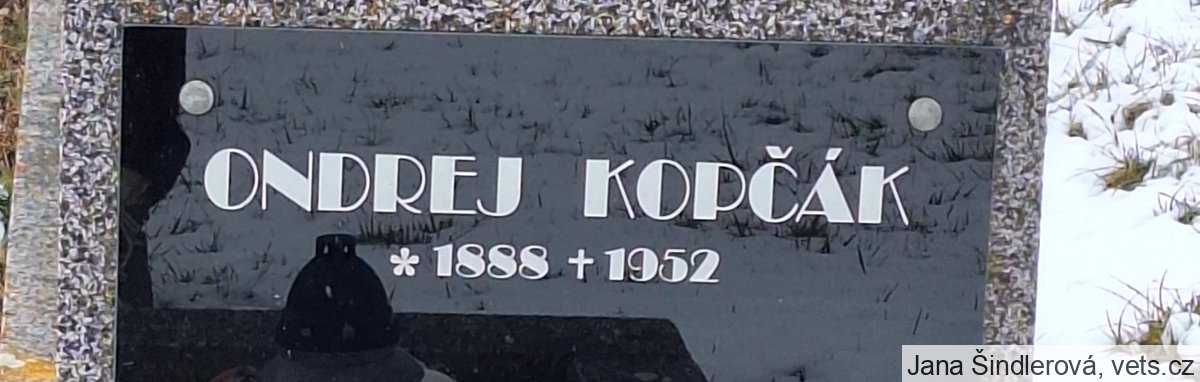 ONDREJ KOPČÁK
* 1888 † 1952
Jana Šindlerová, vets.cz